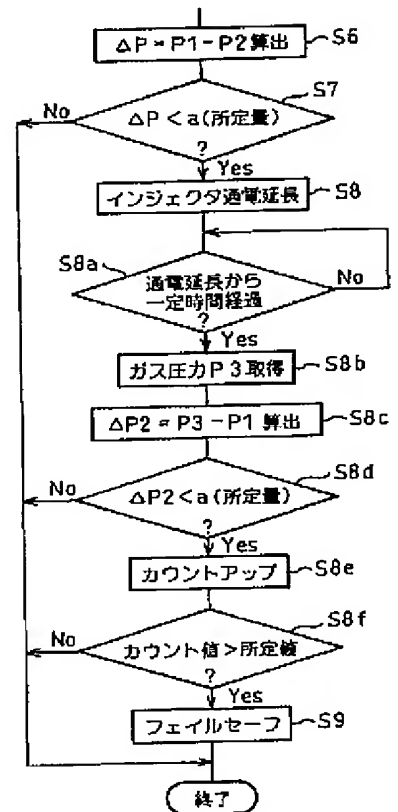 ΔP=P1-P2算出 S6
S7
No
ΔP<a(所定量)
?
Yes
インジェクタ通電延長 S8
S8a
通電延長から
一定時間経過
No
?
Yes
ガス圧力P3取得 S8b
ΔP2=P3-P1算出 S8c
S8d
No
ΔP2<a(所定量)
?
Yes
カウントアップ S8e
S8f
No
カウント値>所定値
?
Yes
フェイルセーフ S9
終了